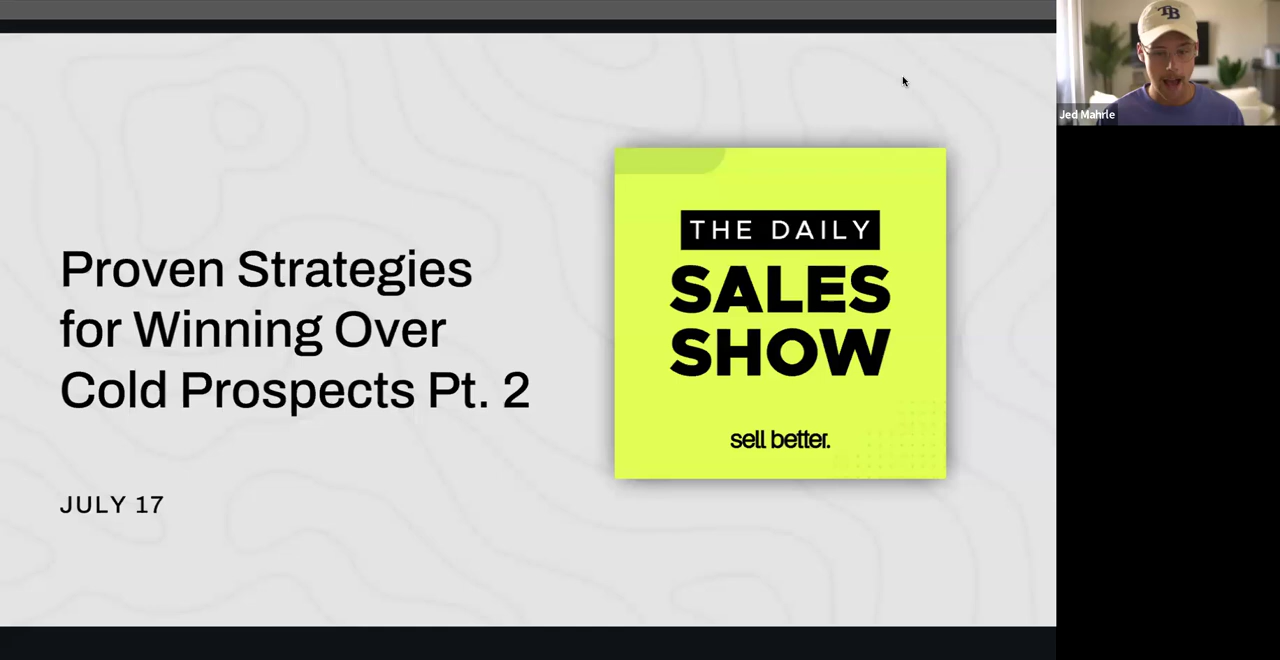 Proven Strategies
for Winning Over
Cold Prospects Pt. 2
JULY 17
THE DAILY
SALES
SHOW
sell better.
TB
Jed Mahrle